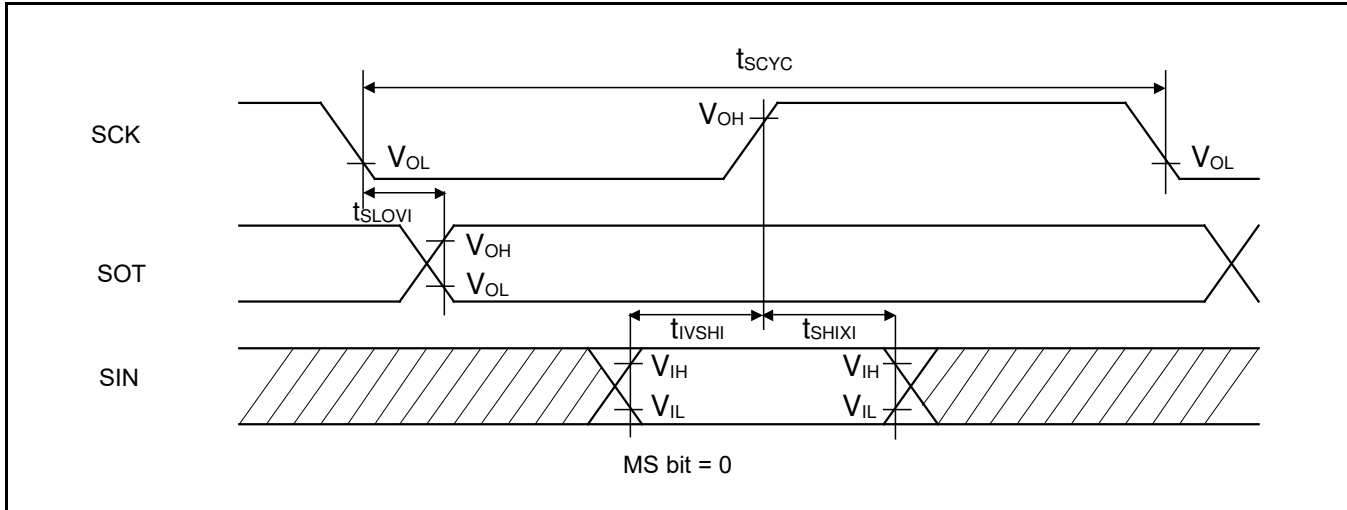 tSCYC
SCK
VOH
VOL
VOL
tSLOVI
SOT
VOH
VOL
tIVSHI
tSHIXI
SIN
VIH
VIH
VIL
VIL
MS bit = 0